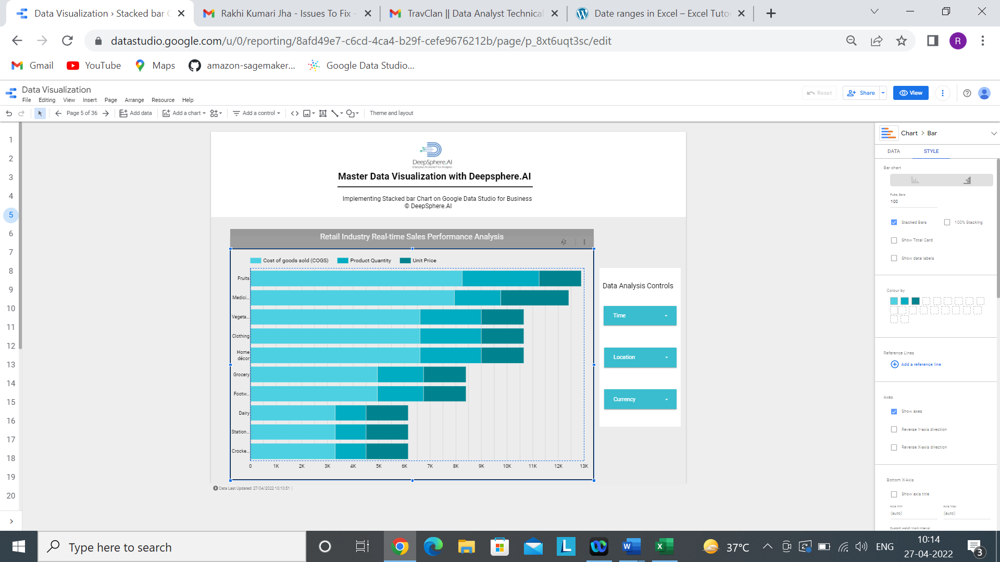 Data Visualization › Stacked bar C
Rakhi Kumari Jha - Issues To Fix -
TravClan || Data Analyst Technical
Date ranges in Excel – Excel Tutor
datastudio.google.com/u/0/reporting/8afd49e7-c6cd-4ca4-b29f-cefe9676212b/page/p_8xt6uqt3sc/edit
R
Gmail
YouTube
Maps
amazon-sagemaker...
Google Data Studio...
Data Visualization
File Editing View Insert Page Arrange Resource Help
Reset
Share
View
Page 5 of 36
Add data
Add a chart
Add a control
Theme and layout
1
2
3
4
5
6
7
8
9
10
11
12
13
14
15
16
17
18
19
20
DeepSphere.AI
Enterprise AI and IoT for Analytics
Master Data Visualization with Deepsphere.AI
Implementing Stacked bar Chart on Google Data Studio for Business
© DeepSphere.AI
Retail Industry Real-time Sales Performance Analysis
Cost of goods sold (COGS) Product Quantity Unit Price
Fruits
Medici...
Vegeta...
Clothing
Home
décor
Grocery
Footw...
Dairy
Station...
Crocke...
0 1K 2K 3K 4K 5K 6K 7K 8K 9K 10K 11K 12K 13K
Data Analysis Controls
Time
Location
Currency
Data Last Updated: 27/04/2022 10:10:51
Chart > Bar
DATA STYLE
Bar chart
100
Stacked Bars 100% Stacking
Show Total Card
Show data labels
Colour by
Reference Lines
Add a reference line
Axes
Show axes
Reverse Y-axis direction
Reverse X-axis direction
Bottom X-Axis
Show axis title
Axis Min Axis Max
(auto) (auto)
Custom Hatch Mark Interval
Type here to search
37°C
ENG
10:14
27-04-2022
3